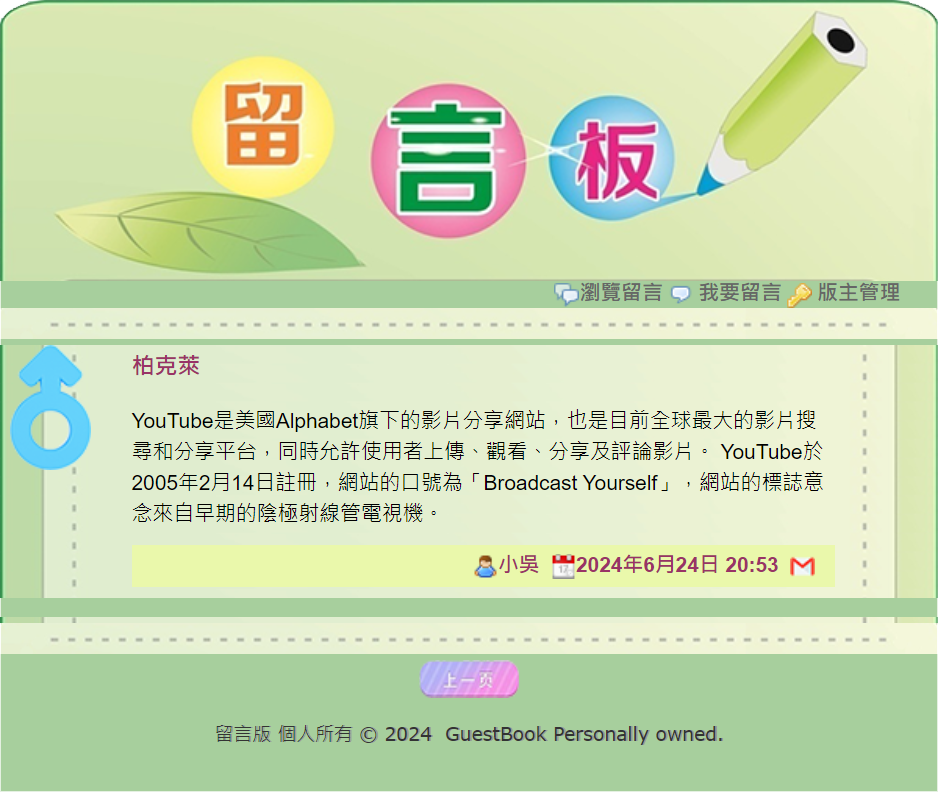 留言板
瀏覽留言 我要留言 版主管理
柏克萊
YouTube是美國Alphabet旗下的影片分享網站，也是目前全球最大的影片搜
尋和分享平台，同時允許使用者上傳、觀看、分享及評論影片。 YouTube於
2005年2月14日註冊，網站的口號為「Broadcast Yourself」，網站的標誌意
念來自早期的陰極射線管電視機。
小吳 2024年6月24日 20:53
上一页
留言版 個人所有 © 2024 GuestBook Personally owned.